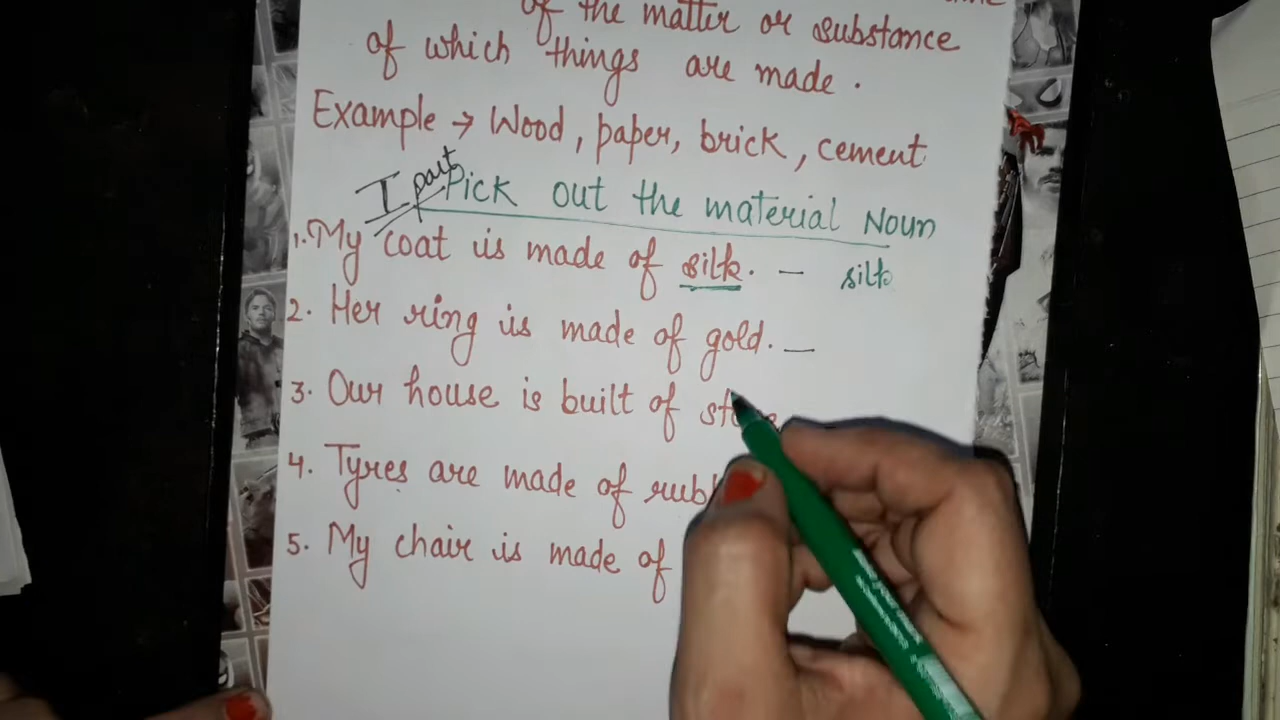 of the matter or substance
of which things are made.
Example → Wood, paper, brick, cement
I part Pick out the material Noun
1. My coat is made of silk. — silk
2. Her ring is made of gold. —
3. Our house is built of
4. Tyres are made of
5. My chair is made of